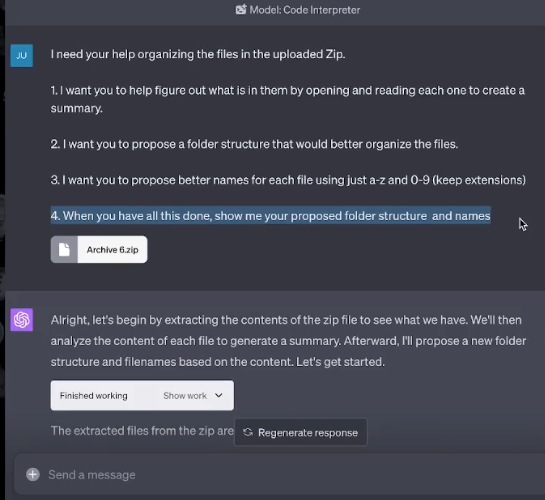 Model: Code Interpreter
JU
I need your help organizing the files in the uploaded Zip.
1. I want you to help figure out what is in them by opening and reading each one to create a
summary.
2. I want you to propose a folder structure that would better organize the files.
3. I want you to propose better names for each file using just a-z and 0-9 (keep extensions)
4. When you have all this done, show me your proposed folder structure and names
Archive 6.zip
Alright, let's begin by extracting the contents of the zip file to see what we have. We'll then
analyze the content of each file to generate a summary. Afterward, I'll propose a new folder
structure and filenames based on the content. Let's get started.
Finished working Show work
The extracted files from the zip are
Regenerate response
Send a message